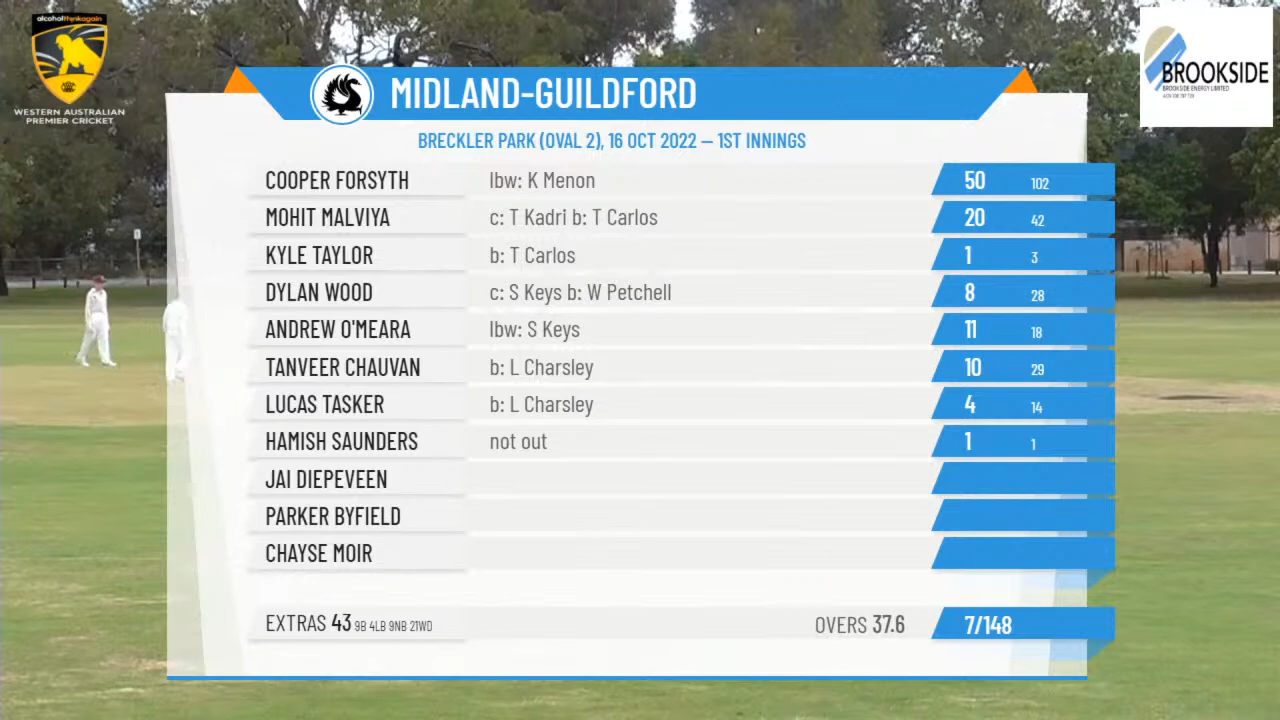 alcoholthinkagain
WESTERN AUSTRALIAN
PREMIER CRICKET
BROOKSIDE
BROOKSIDE ENERGY LIMITED
MIDLAND-GUILDFORD
BRECKLER PARK (OVAL 2), 16 OCT 2022 – 1ST INNINGS
COOPER FORSYTH lbw: K Menon 50 102
MOHIT MALVIYA c: T Kadri b: T Carlos 20 42
KYLE TAYLOR b: T Carlos 1 3
DYLAN WOOD c: S Keys b: W Petchell 8 28
ANDREW O'MEARA lbw: S Keys 11 18
TANVEER CHAUVAN b: L Charsley 10 29
LUCAS TASKER b: L Charsley 4 14
HAMISH SAUNDERS not out 1 1
JAI DIEPEVEEN
PARKER BYFIELD
CHAYSE MOIR
EXTRAS 43 9B 4LB 9NB 21WD OVERS 37.6 7/148